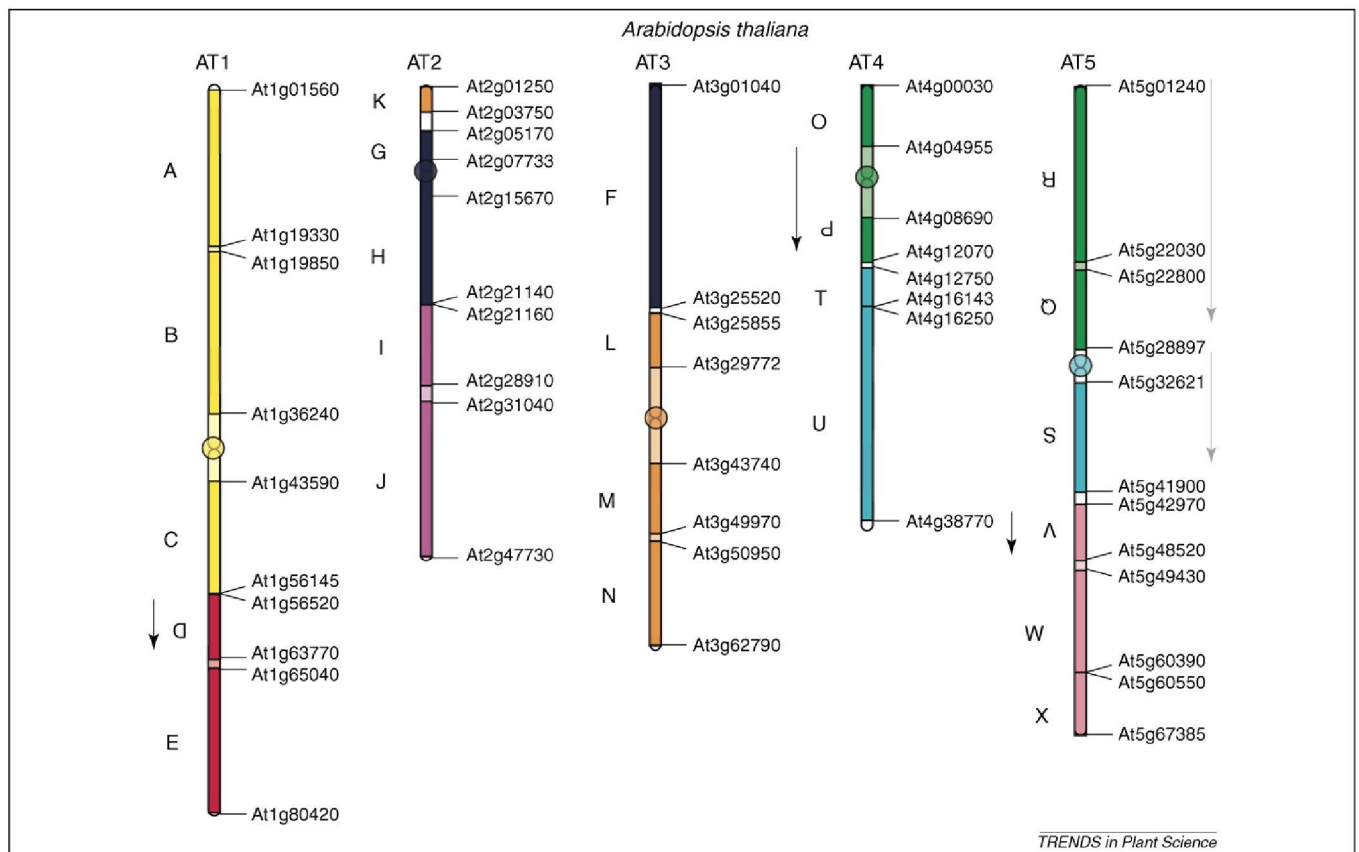 Arabidopsis thaliana
AT1
At1g01560
A
At1g19330
At1g19850
B
At1g36240
At1g43590
C
At1g56145
At1g56520
D
At1g63770
At1g65040
E
At1g80420
AT2
K
At2g01250
At2g03750
At2g05170
G
At2g07733
At2g15670
H
At2g21140
At2g21160
I
At2g28910
At2g31040
J
At2g47730
AT3
At3g01040
F
At3g25520
At3g25855
L
At3g29772
At3g43740
M
At3g49970
At3g50950
N
At3g62790
AT4
At4g00030
O
At4g04955
At4g08690
P
At4g12070
At4g12750
T
At4g16143
At4g16250
U
At4g38770
AT5
At5g01240
R
At5g22030
At5g22800
Q
At5g28897
At5g32621
S
At5g41900
At5g42970
V
At5g48520
At5g49430
W
At5g60390
At5g60550
X
At5g67385
TRENDS in Plant Science